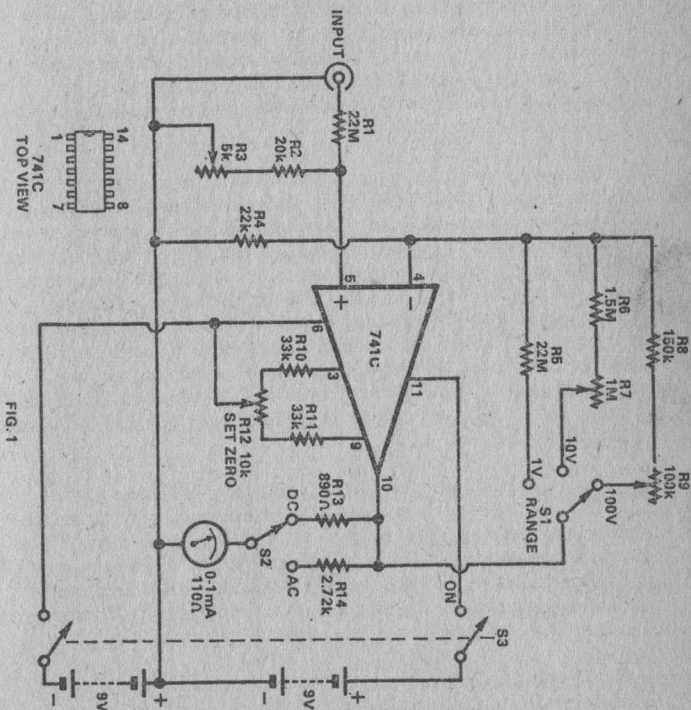 INPUT
R1
22M
R2
20k
R3
5k
R4
22k
14
8
1
7
741C
TOP VIEW
5
+
4
−
741C
6
3
9
11
10
R10
33k
R11
33k
R12 10k
SET ZERO
R5
22M
R6
1.5M
R7
1M
R8
150k
R9
100k
1V
10V
100V
S1
RANGE
R13
890Ω
R14
2.72k
DC
AC
S2
0-1mA
110Ω
ON
S3
−
9V
+
−
9V
+
FIG.1